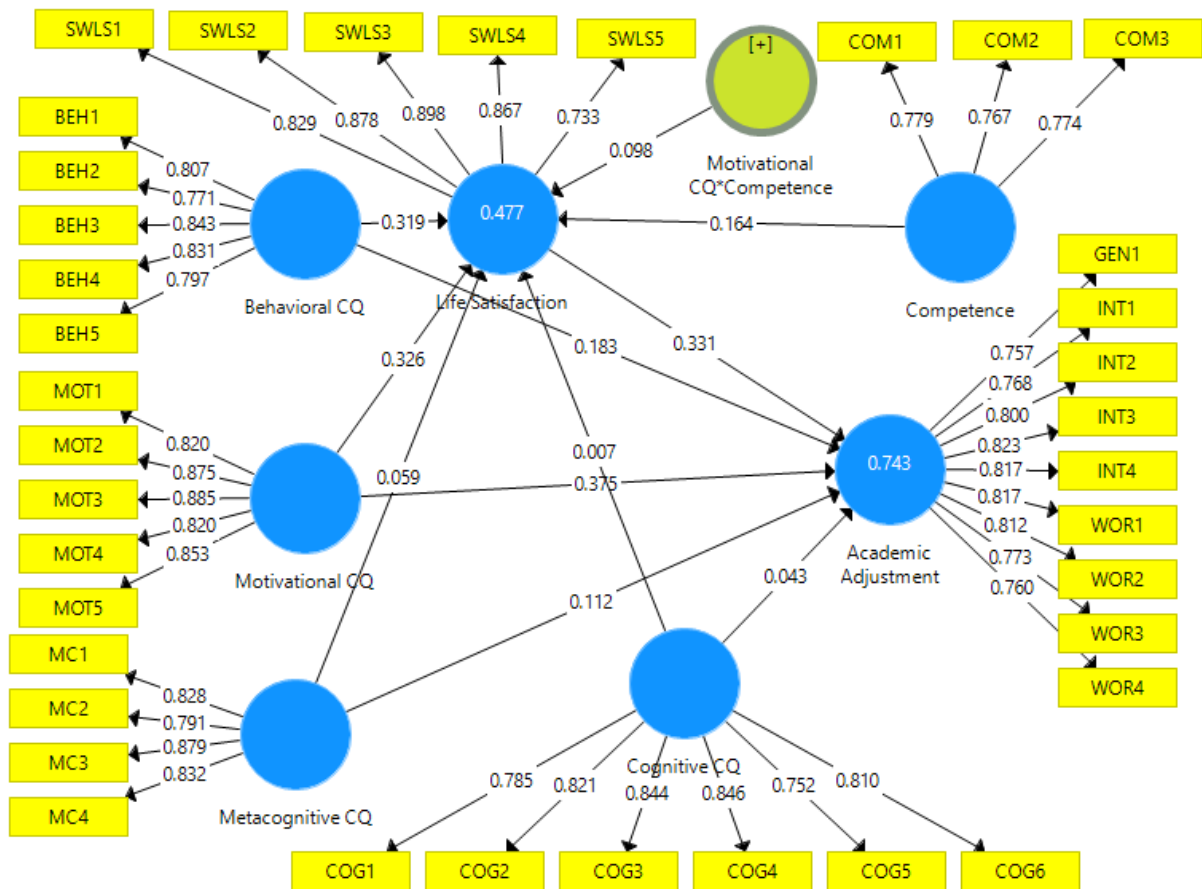 SWLS1
SWLS2
SWLS3
SWLS4
SWLS5
[+]
COM1
COM2
COM3
0.829
0.878
0.898
0.867
0.733
0.098
Motivational
CQ*Competence
0.779
0.767
0.774
BEH1
BEH2
BEH3
BEH4
BEH5
0.807
0.771
0.843
0.831
0.797
Behavioral CQ
0.319
0.477
Life Satisfaction
0.164
Competence
0.183
0.331
0.326
MOT1
MOT2
MOT3
MOT4
MOT5
0.820
0.875
0.885
0.820
0.853
Motivational CQ
0.059
0.007
0.375
0.743
Academic
Adjustment
GEN1
INT1
INT2
INT3
INT4
WOR1
WOR2
WOR3
WOR4
0.757
0.768
0.800
0.823
0.817
0.817
0.812
0.773
0.760
0.043
0.112
MC1
MC2
MC3
MC4
0.828
0.791
0.879
0.832
Metacognitive CQ
Cognitive CQ
0.785
0.821
0.844
0.846
0.752
0.810
COG1
COG2
COG3
COG4
COG5
COG6